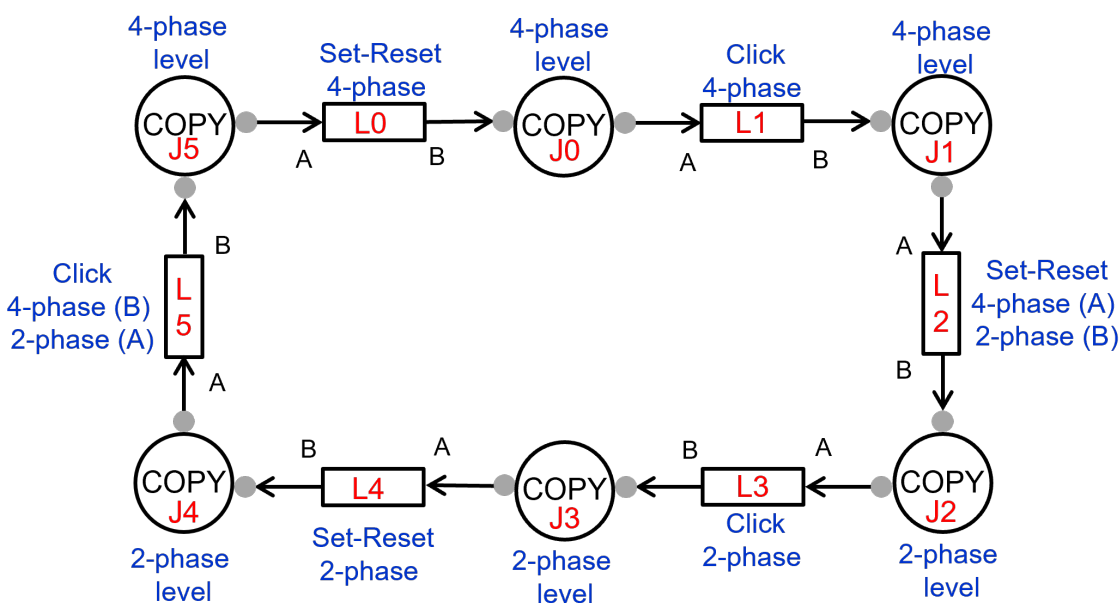 4-phase
level
Set-Reset
4-phase
4-phase
level
Click
4-phase
4-phase
level
COPY
J5
A
L0
B
COPY
J0
A
L1
B
COPY
J1
B
A
Click
4-phase (B)
2-phase (A)
L
5
A
L
2
B
Set-Reset
4-phase (A)
2-phase (B)
COPY
J4
B
L4
A
COPY
J3
B
L3
A
COPY
J2
2-phase
level
Set-Reset
2-phase
2-phase
level
Click
2-phase
2-phase
level